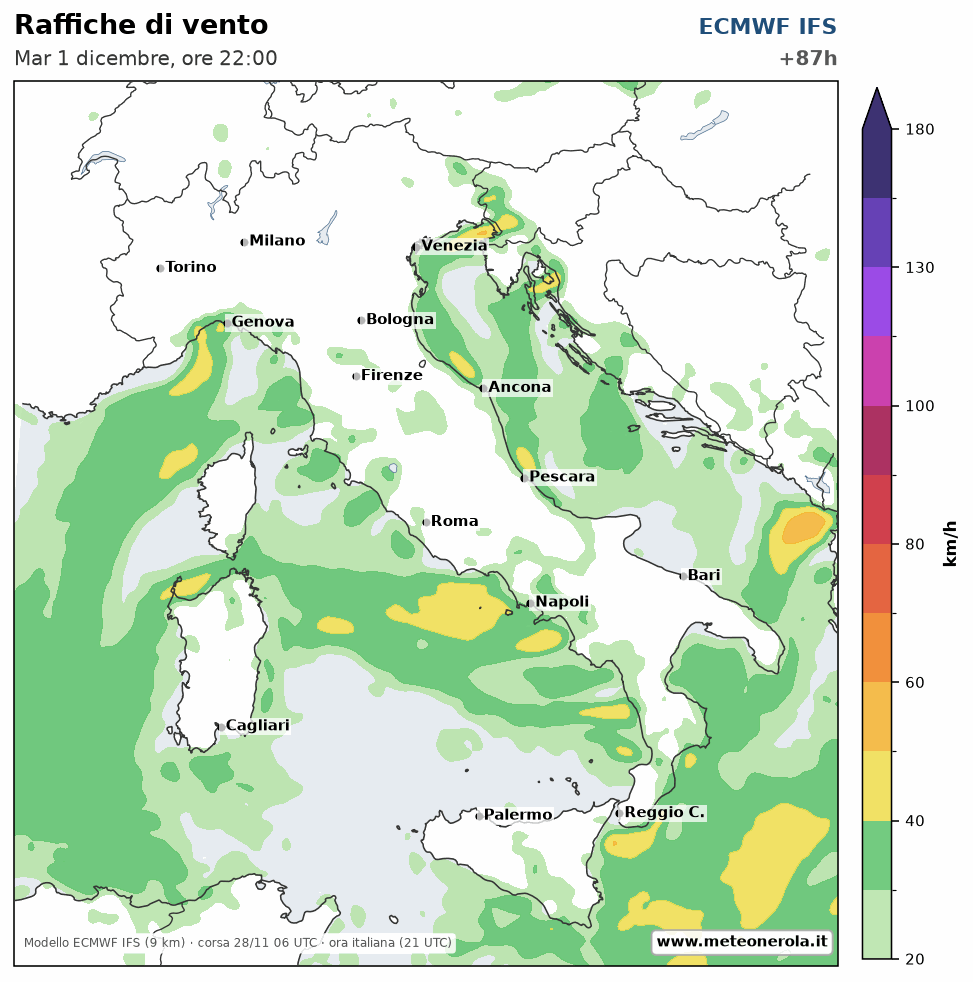 Raffiche di vento
ECMWF IFS
Mar 1 dicembre, ore 22:00
+87h
180
Milano
Venezia
Torino
130
Genova
Bologna
Firenze
Ancona
100
Pescara
Roma
km/h
80
Bari
Napoli
60
Cagliari
Palermo
Reggio C.
40
Modello ECMWF IFS (9 km) · corsa 28/11 06 UTC · ora italiana (21 UTC)
www.meteonerola.it
20